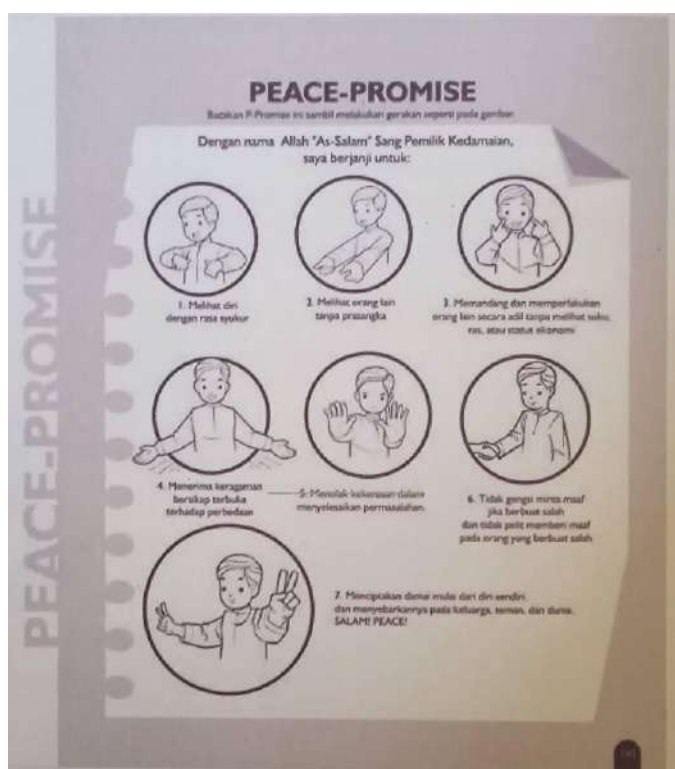 PEACE-PROMISE
PEACE-PROMISE
Bacakan P-Promise ini sambil melakukan gerakan seperti pada gambar
Dengan nama Allah "As-Salam" Sang Pemilik Kedamaian,
saya berjanji untuk:
1. Melihat diri
dengan rasa syukur
2. Melihat orang lain
tanpa prasangka
3. Memandang dan memperlakukan
orang lain secara adil tanpa melihat suku,
ras, atau status ekonomi
4. Menerima keragaman
bersikap terbuka
terhadap perbedaan
5. Menolak kekerasan dalam
menyelesaikan permasalahan.
6. Tidak gengsi minta maaf
jika berbuat salah
dan tidak pelit memberi maaf
pada orang yang berbuat salah
7. Menciptakan damai mulai dari diri sendiri
dan menyebarkannya pada keluarga, teman, dan dunia.
SALAM! PEACE!